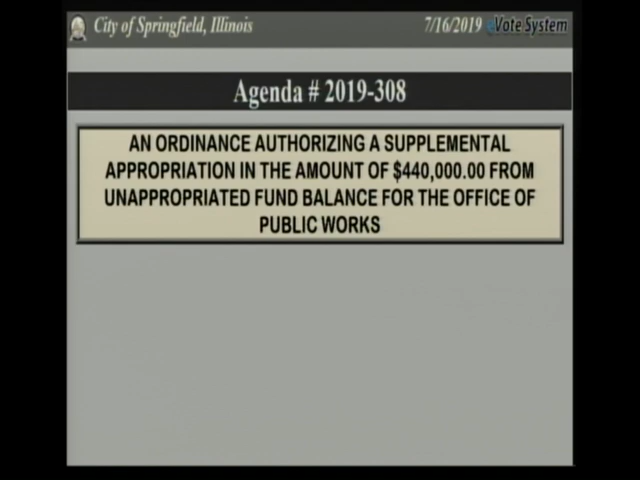 City of Springfield, Illinois 7/16/2019 eVote System
Agenda # 2019-308
AN ORDINANCE AUTHORIZING A SUPPLEMENTAL
APPROPRIATION IN THE AMOUNT OF $440,000.00 FROM
UNAPPROPRIATED FUND BALANCE FOR THE OFFICE OF
PUBLIC WORKS